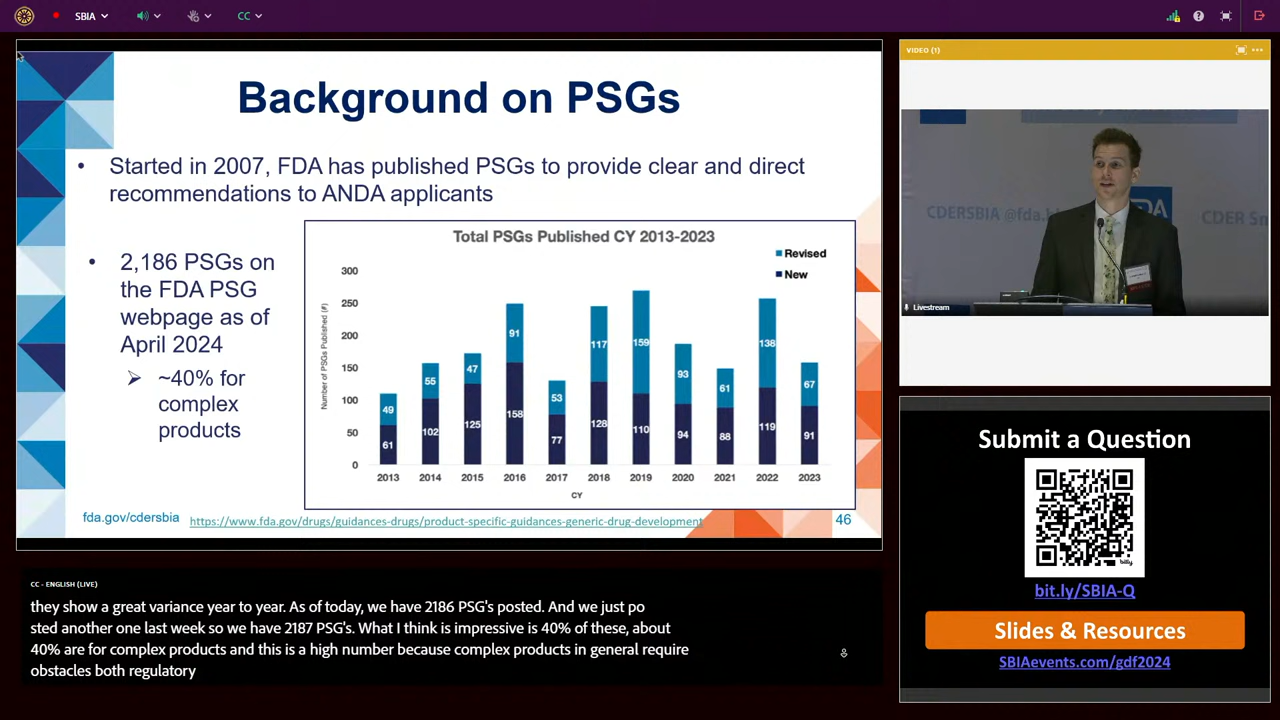 SBIA
CC
Background on PSGs
• Started in 2007, FDA has published PSGs to provide clear and direct
recommendations to ANDA applicants
• 2,186 PSGs on
the FDA PSG
webpage as of
April 2024
➢ ~40% for
complex
products
Total PSGs Published CY 2013-2023
Revised
New
Number of PSGs Published (#)
300
250
200
150
100
50
0
49
55
47
91
53
117
159
93
61
138
67
61
102
125
158
77
128
110
94
88
119
91
2013 2014 2015 2016 2017 2018 2019 2020 2021 2022 2023
CY
fda.gov/cdersbia
https://www.fda.gov/drugs/guidances-drugs/product-specific-guidances-generic-drug-development
46
CC - ENGLISH (LIVE)
they show a great variance year to year. As of today, we have 2186 PSG's posted. And we just po
sted another one last week so we have 2187 PSG's. What I think is impressive is 40% of these, about
40% are for complex products and this is a high number because complex products in general require
obstacles both regulatory
VIDEO (1)
CDERSBIA @fda.
DA
CDER Sm
Livestream
Submit a Question
bitly
bit.ly/SBIA-Q
Slides & Resources
SBIAevents.com/gdf2024